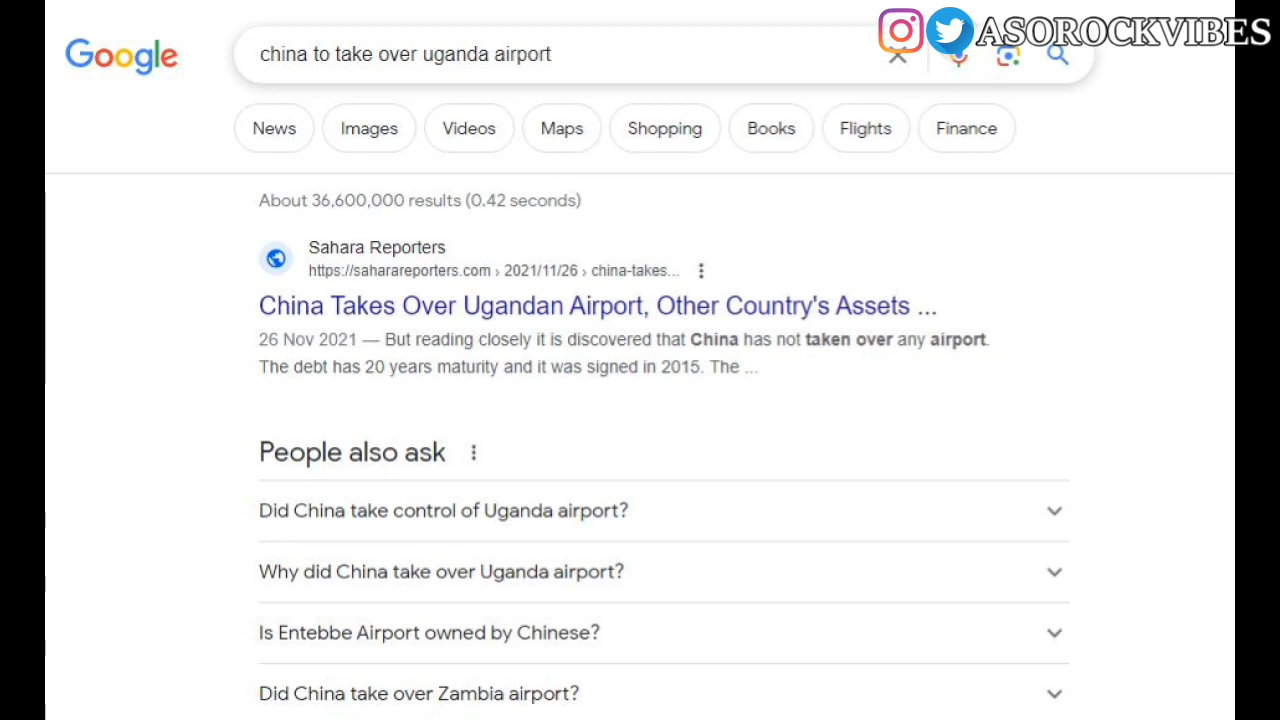 ASOROCKVIBES
Google
china to take over uganda airport
News Images Videos Maps Shopping Books Flights Finance
About 36,600,000 results (0.42 seconds)
Sahara Reporters
https://saharareporters.com › 2021/11/26 › china-takes...
China Takes Over Ugandan Airport, Other Country's Assets ...
26 Nov 2021 — But reading closely it is discovered that China has not taken over any airport.
The debt has 20 years maturity and it was signed in 2015. The ...
People also ask
Did China take control of Uganda airport?
Why did China take over Uganda airport?
Is Entebbe Airport owned by Chinese?
Did China take over Zambia airport?